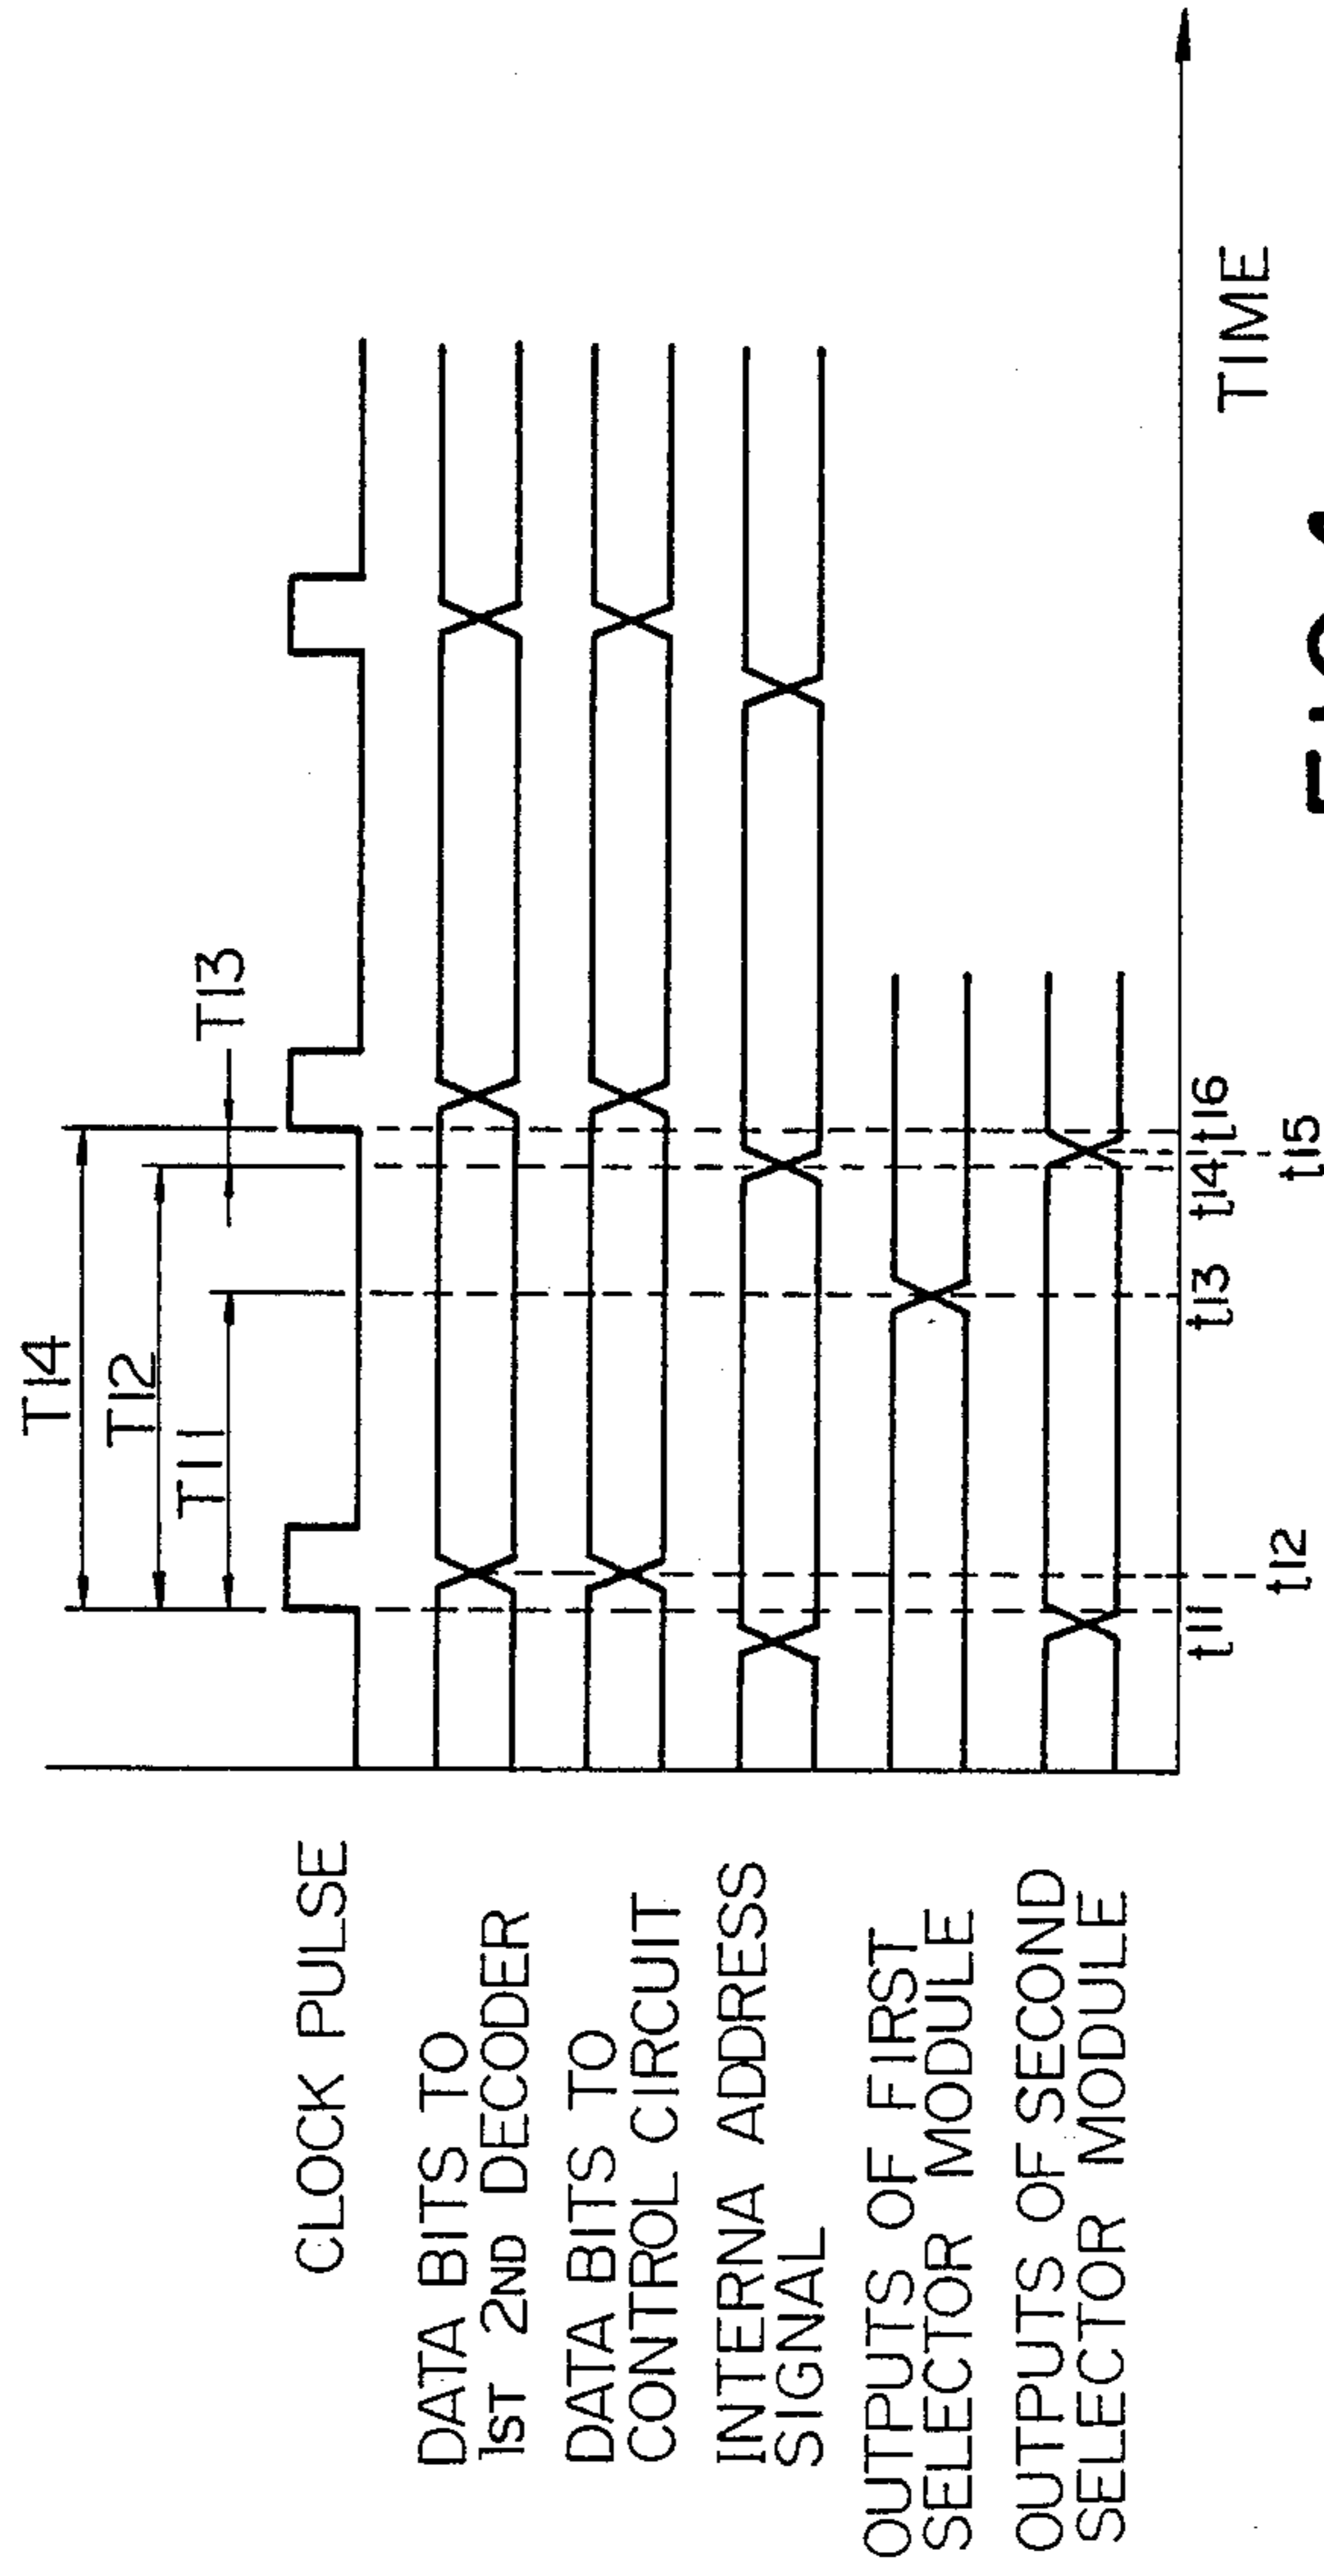 T14
T12
T11
T13
CLOCK PULSE
DATA BITS TO
1ST 2ND DECODER
DATA BITS TO
CONTROL CIRCUIT
INTERNA ADDRESS
SIGNAL
OUTPUTS OF FIRST
SELECTOR MODULE
OUTPUTS OF SECOND
SELECTOR MODULE
t11
t12
t13
t14
t15
t16
TIME